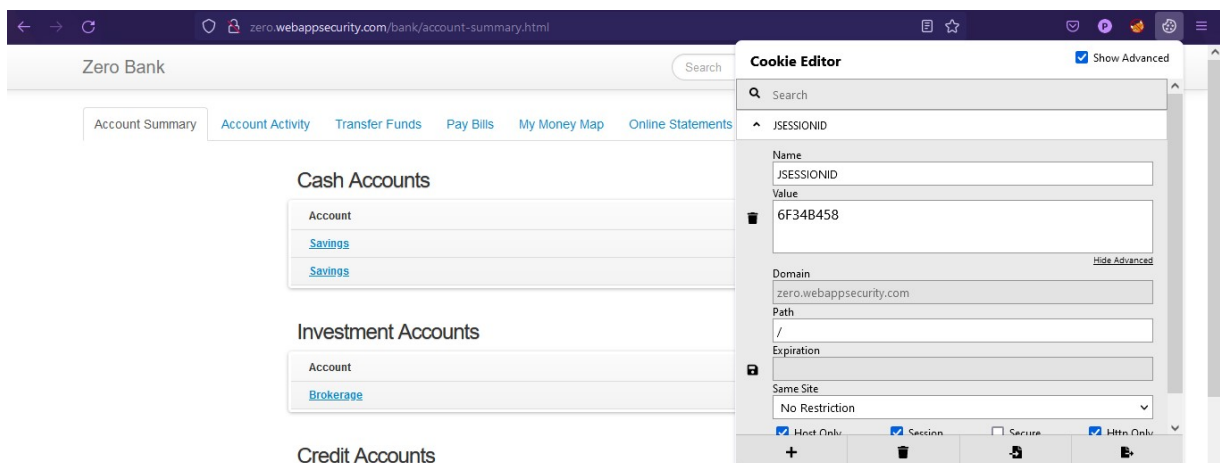 zero.webappsecurity.com/bank/account-summary.html
P
Zero Bank
Search
Account Summary Account Activity Transfer Funds Pay Bills My Money Map Online Statements
Cash Accounts
Account
Savings
Savings
Investment Accounts
Account
Brokerage
Credit Accounts
Cookie Editor Show Advanced
Search
JSESSIONID
Name
JSESSIONID
Value
6F34B458
Hide Advanced
Domain
zero.webappsecurity.com
Path
/
Expiration
Same Site
No Restriction
Host Only Session Secure Http Only